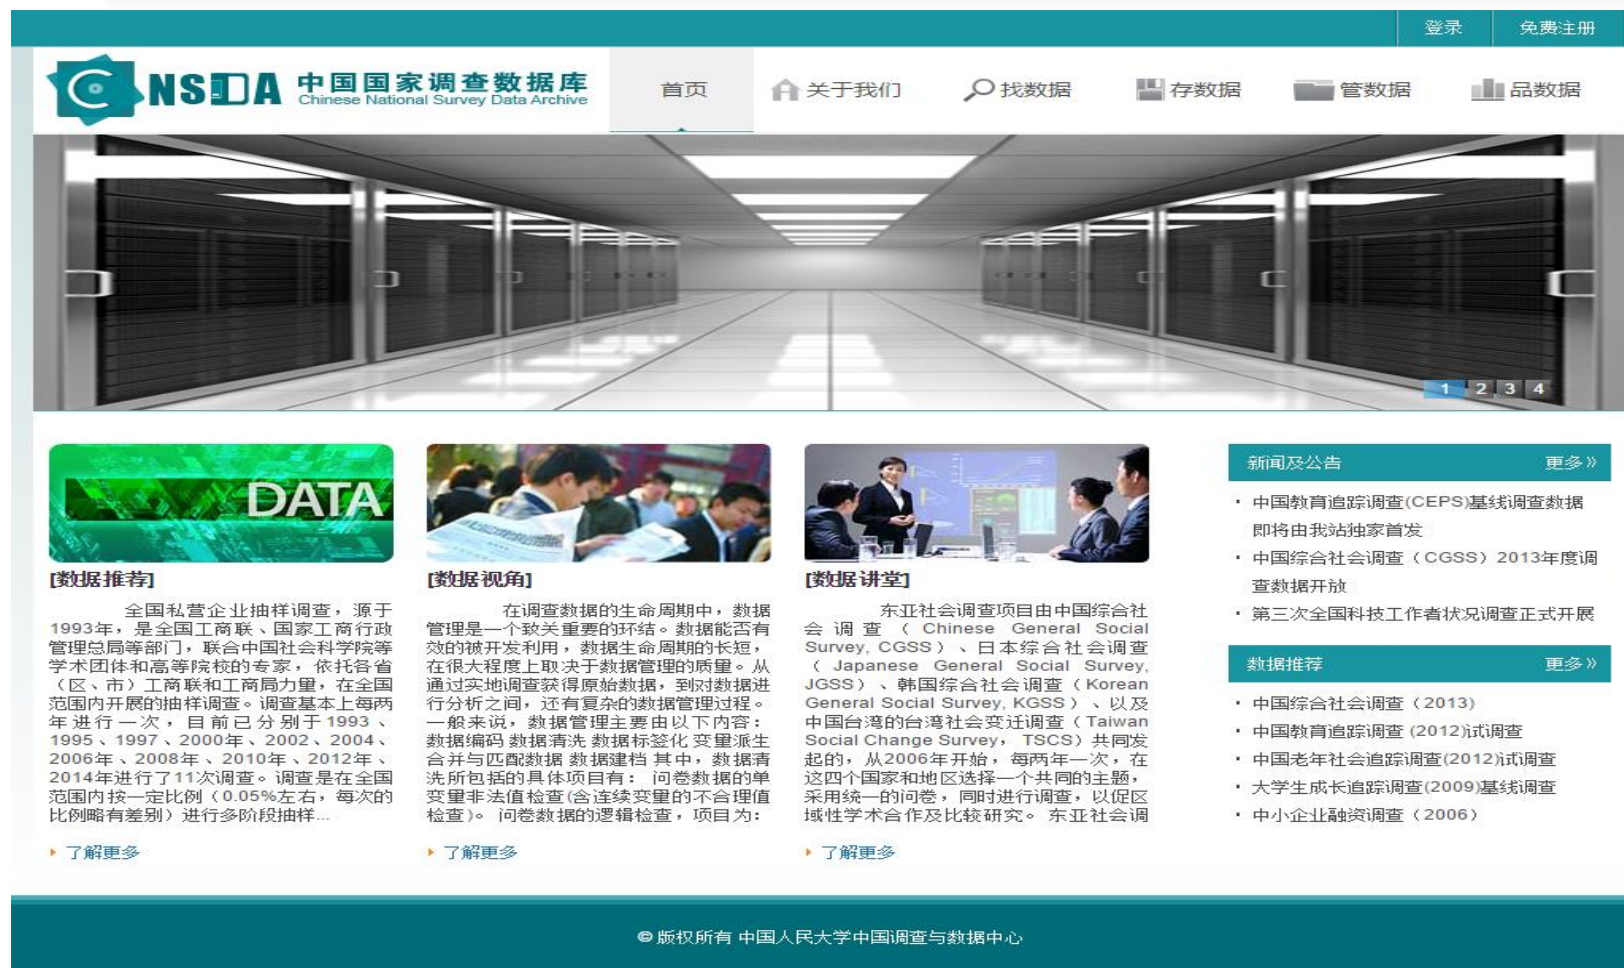 登录 免费注册
CNSDA 中国国家调查数据库
Chinese National Survey Data Archive
首页 关于我们 找数据 存数据 管数据 品数据
1 2 3 4
DATA
[数据推荐]
全国私营企业抽样调查，源于
1993年，是全国工商联、国家工商行政
管理总局等部门，联合中国社会科学院等
学术团体和高等院校的专家，依托各省
（区、市）工商联和工商局力量，在全国
范围内开展的抽样调查。调查基本上每两
年进行一次，目前已分别于1993、
1995、1997、2000年、2002、2004、
2006年、2008年、2010年、2012年、
2014年进行了11次调查。调查是在全国
范围内按一定比例（0.05%左右，每次的
比例略有差别）进行多阶段抽样...
了解更多
[数据视角]
在调查数据的生命周期中，数据
管理是一个致关重要的环结。数据能否有
效的被开发利用，数据生命周期的长短，
在很大程度上取决于数据管理的质量。从
通过实地调查获得原始数据，到对数据进
行分析之间，还有复杂的数据管理过程。
一般来说，数据管理主要由以下内容：
数据编码 数据清洗 数据标签化 变量派生
合并与匹配数据 数据建档 其中，数据清
洗所包括的具体项目有： 问卷数据的单
变量非法值检查(含连续变量的不合理值
检查)。 问卷数据的逻辑检查，项目为：
了解更多
[数据讲堂]
东亚社会调查项目由中国综合社
会调查（Chinese General Social
Survey, CGSS）、日本综合社会调查
（Japanese General Social Survey,
JGSS）、韩国综合社会调查（Korean
General Social Survey, KGSS）、以及
中国台湾的台湾社会变迁调查（Taiwan
Social Change Survey， TSCS）共同发
起的，从2006年开始，每两年一次，在
这四个国家和地区选择一个共同的主题，
采用统一的问卷，同时进行调查，以促区
域性学术合作及比较研究。 东亚社会调
了解更多
新闻及公告 更多》
· 中国教育追踪调查(CEPS)基线调查数据
即将由我站独家首发
· 中国综合社会调查（CGSS）2013年度调
查数据开放
· 第三次全国科技工作者状况调查正式开展
数据推荐 更多》
· 中国综合社会调查（2013）
· 中国教育追踪调查 (2012)试调查
· 中国老年社会追踪调查(2012)试调查
· 大学生成长追踪调查(2009)基线调查
· 中小企业融资调查（2006）
© 版权所有 中国人民大学中国调查与数据中心